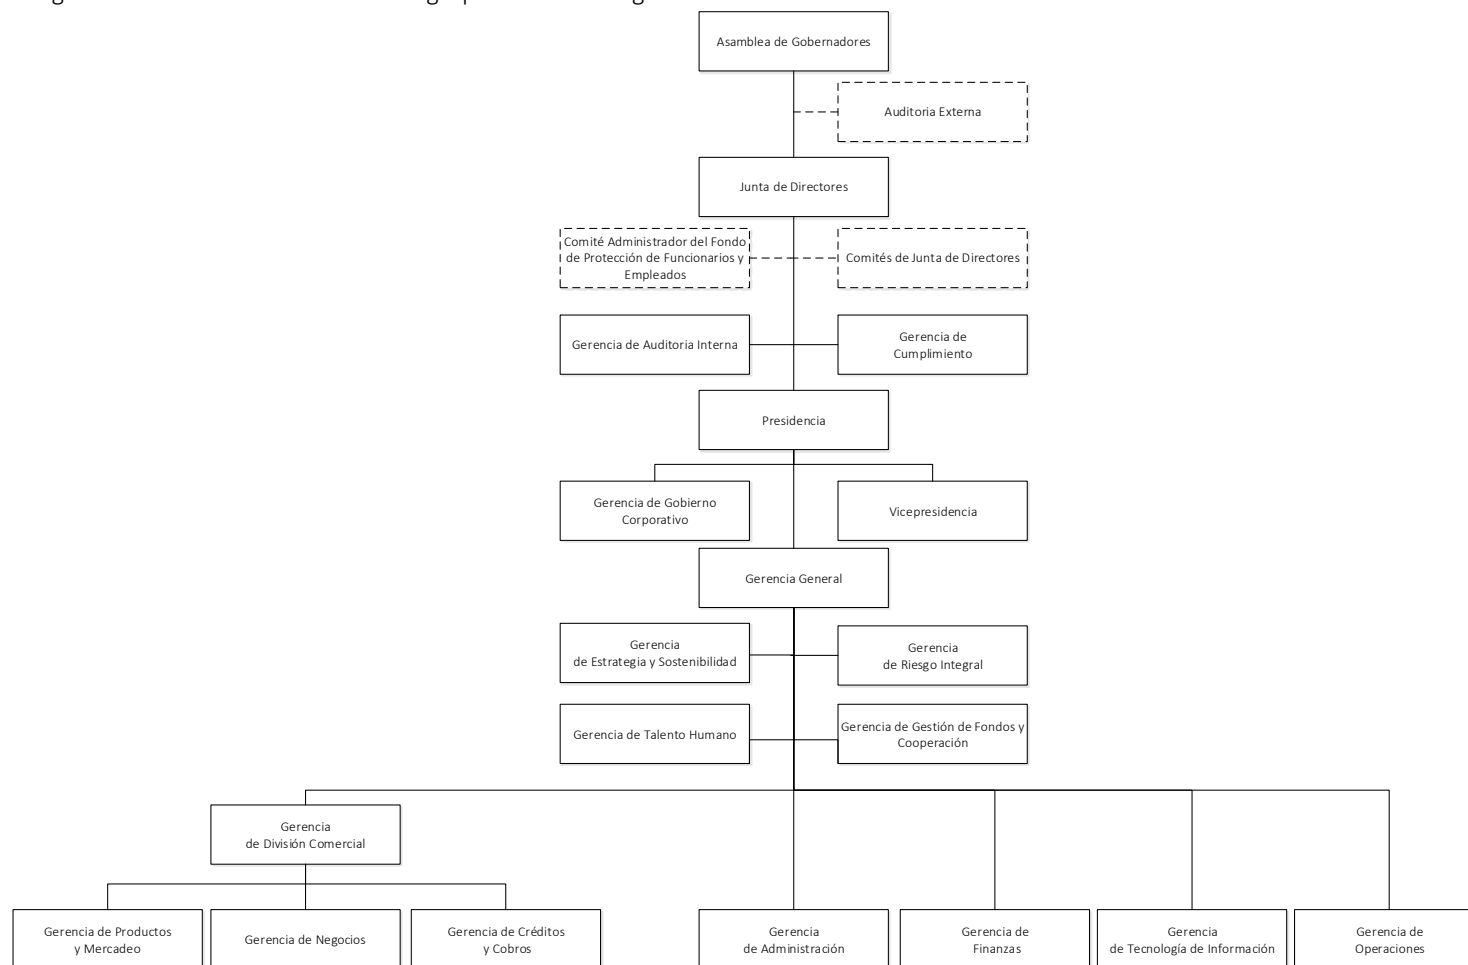 Asamblea de Gobernadores
Auditoria Externa
Junta de Directores
Comité Administrador del Fondo
de Protección de Funcionarios y
Empleados
Comités de Junta de Directores
Gerencia de Auditoria Interna
Gerencia de
Cumplimiento
Presidencia
Gerencia de Gobierno
Corporativo
Vicepresidencia
Gerencia General
Gerencia
de Estrategia y Sostenibilidad
Gerencia
de Riesgo Integral
Gerencia de Talento Humano
Gerencia de Gestión de Fondos y
Cooperación
Gerencia
de División Comercial
Gerencia de Productos
y Mercadeo
Gerencia de Negocios
Gerencia de Créditos
y Cobros
Gerencia
de Administración
Gerencia de
Finanzas
Gerencia
de Tecnología de Información
Gerencia de
Operaciones